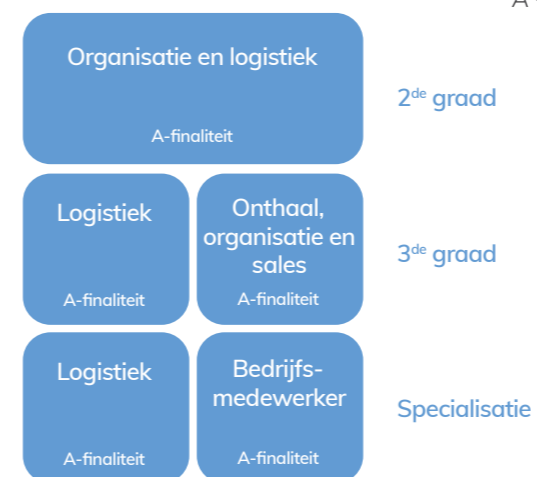 A
Organisatie en logistiek
A-finaliteit
2de graad
Logistiek
A-finaliteit
Onthaal,
organisatie en
sales
A-finaliteit
3de graad
Logistiek
A-finaliteit
Bedrijfs-
medewerker
A-finaliteit
Specialisatie